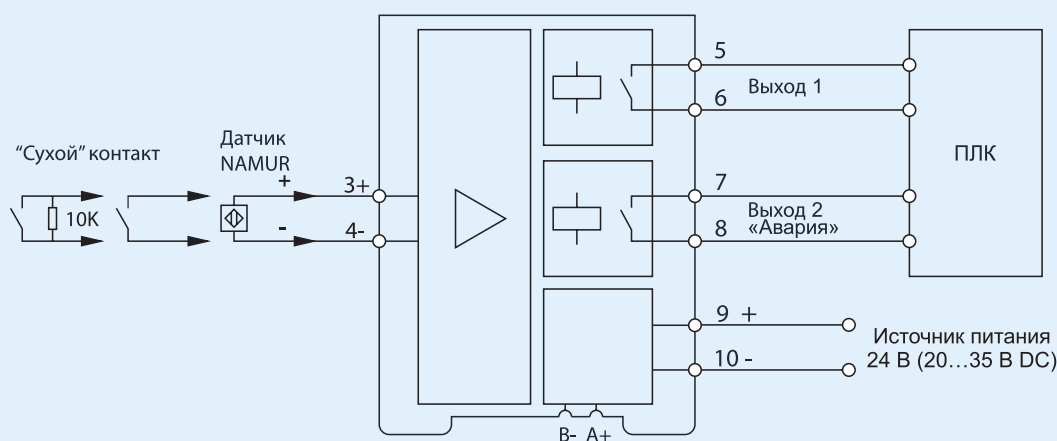 "Сухой" контакт
10K
Датчик
NAMUR
+
-
3+
4-
5
Выход 1
6
7
Выход 2
«Авария»
8
ПЛК
9 +
10 -
Источник питания
24 В (20...35 В DC)
B- A+